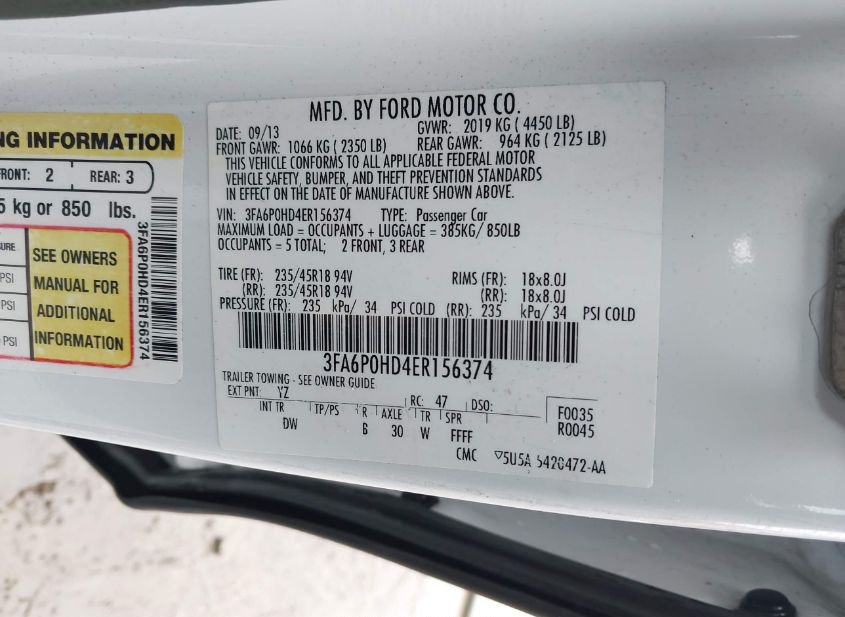 NG INFORMATION
FRONT: 2 REAR: 3
5 kg or 850 lbs.
SURE
PSI
PSI
PSI
SEE OWNERS
MANUAL FOR
ADDITIONAL
INFORMATION
3FA6P0HD4ER156374
MFD. BY FORD MOTOR CO.
DATE: 09/13 GVWR: 2019 KG ( 4450 LB)
FRONT GAWR: 1066 KG ( 2350 LB) REAR GAWR: 964 KG ( 2125 LB)
THIS VEHICLE CONFORMS TO ALL APPLICABLE FEDERAL MOTOR
VEHICLE SAFETY, BUMPER, AND THEFT PREVENTION STANDARDS
IN EFFECT ON THE DATE OF MANUFACTURE SHOWN ABOVE.
VIN: 3FA6P0HD4ER156374 TYPE: Passenger Car
MAXIMUM LOAD = OCCUPANTS + LUGGAGE = 385KG/ 850LB
OCCUPANTS = 5 TOTAL; 2 FRONT, 3 REAR
TIRE (FR): 235/45R18 94V RIMS (FR): 18x8.0J
(RR): 235/45R18 94V (RR): 18x8.0J
PRESSURE (FR): 235 kPa/ 34 PSI COLD (RR): 235 kPa/ 34 PSI COLD
3FA6P0HD4ER156374
TRAILER TOWING - SEE OWNER GUIDE
EXT PNT: YZ RC: 47 DSO: F0035
INT TR TP/PS R AXLE TR SPR R0045
DW B 30 W FFFF
CMC ▽5U5A 5420472-AA